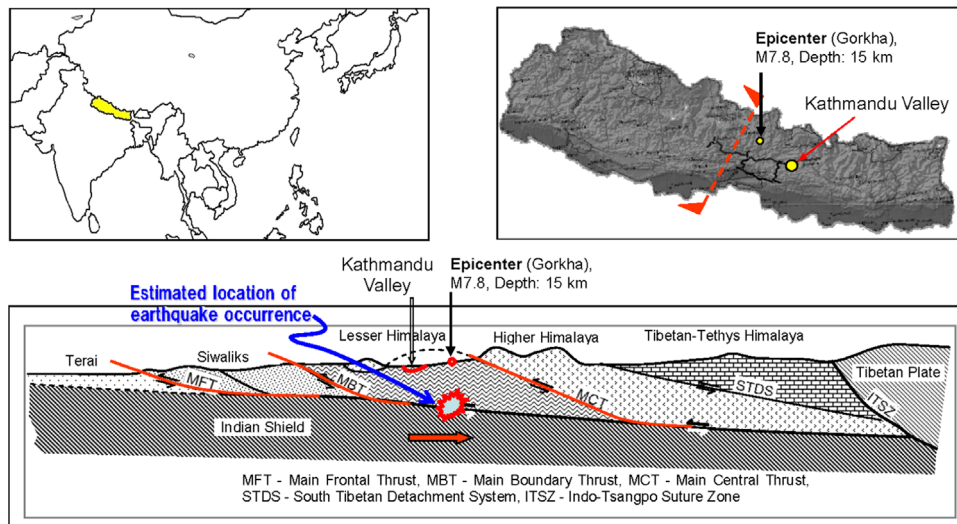 Epicenter (Gorkha),
M7.8, Depth: 15 km
Kathmandu Valley
Kathmandu
Valley
Epicenter (Gorkha),
M7.8, Depth: 15 km
Estimated location of
earthquake occurrence
Lesser Himalaya
Higher Himalaya
Tibetan-Tethys Himalaya
Terai
Siwaliks
Tibetan Plate
MFT
MBT
MCT
STDS
ITSZ
Indian Shield
MFT - Main Frontal Thrust, MBT - Main Boundary Thrust, MCT - Main Central Thrust,
STDS - South Tibetan Detachment System, ITSZ - Indo-Tsangpo Suture Zone